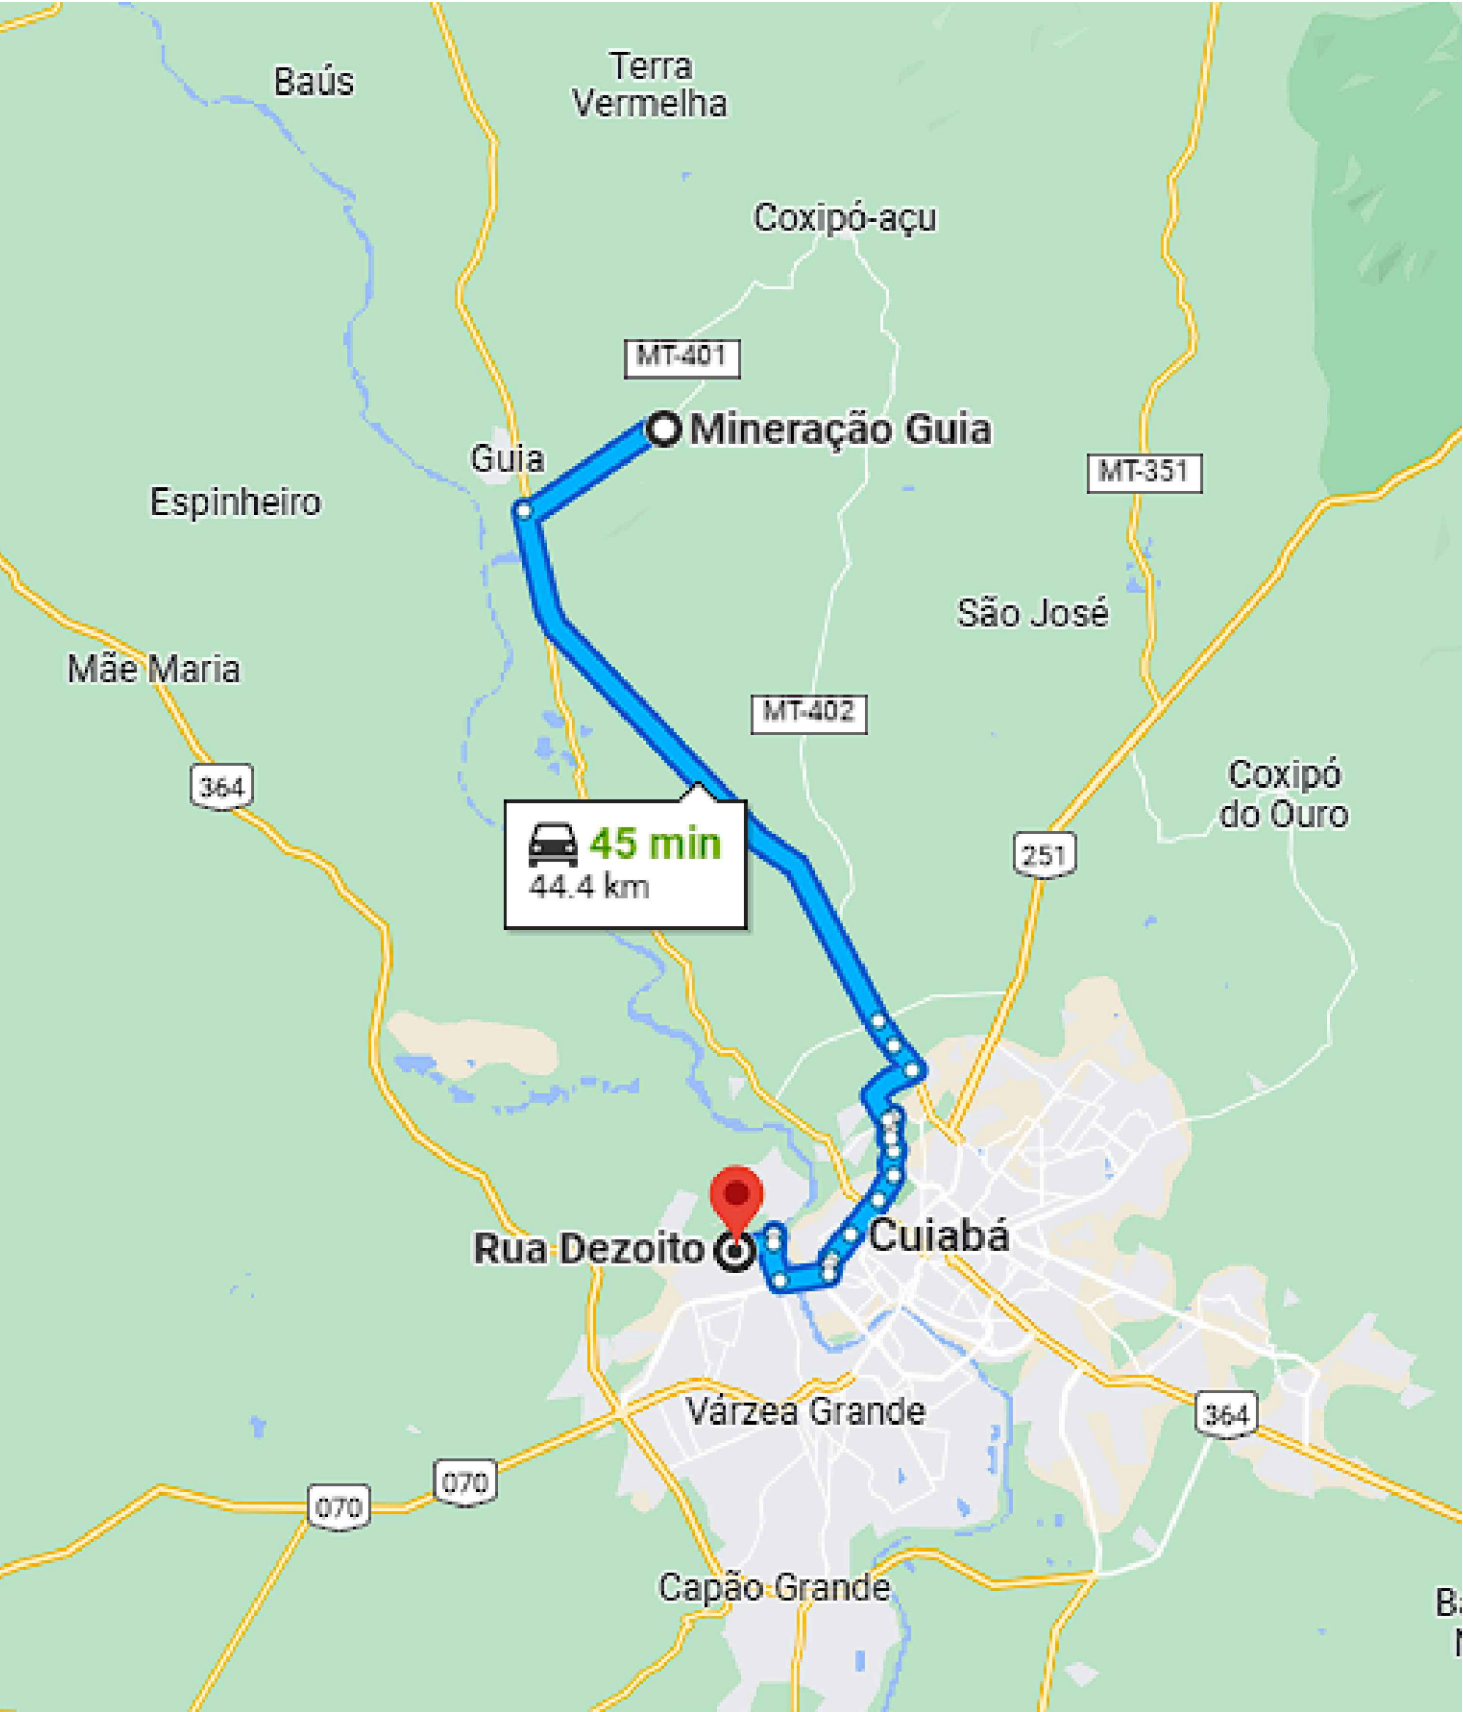 Baús
Terra
Vermelha
Coxipó-açu
MT-401
Mineração Guia
Guia
MT-351
Espinheiro
São José
Mãe Maria
MT-402
364
Coxipó
do Ouro
45 min
251
44.4 km
Rua Dezoito
Cuiabá
Várzea Grande
364
070
070
Capão Grande